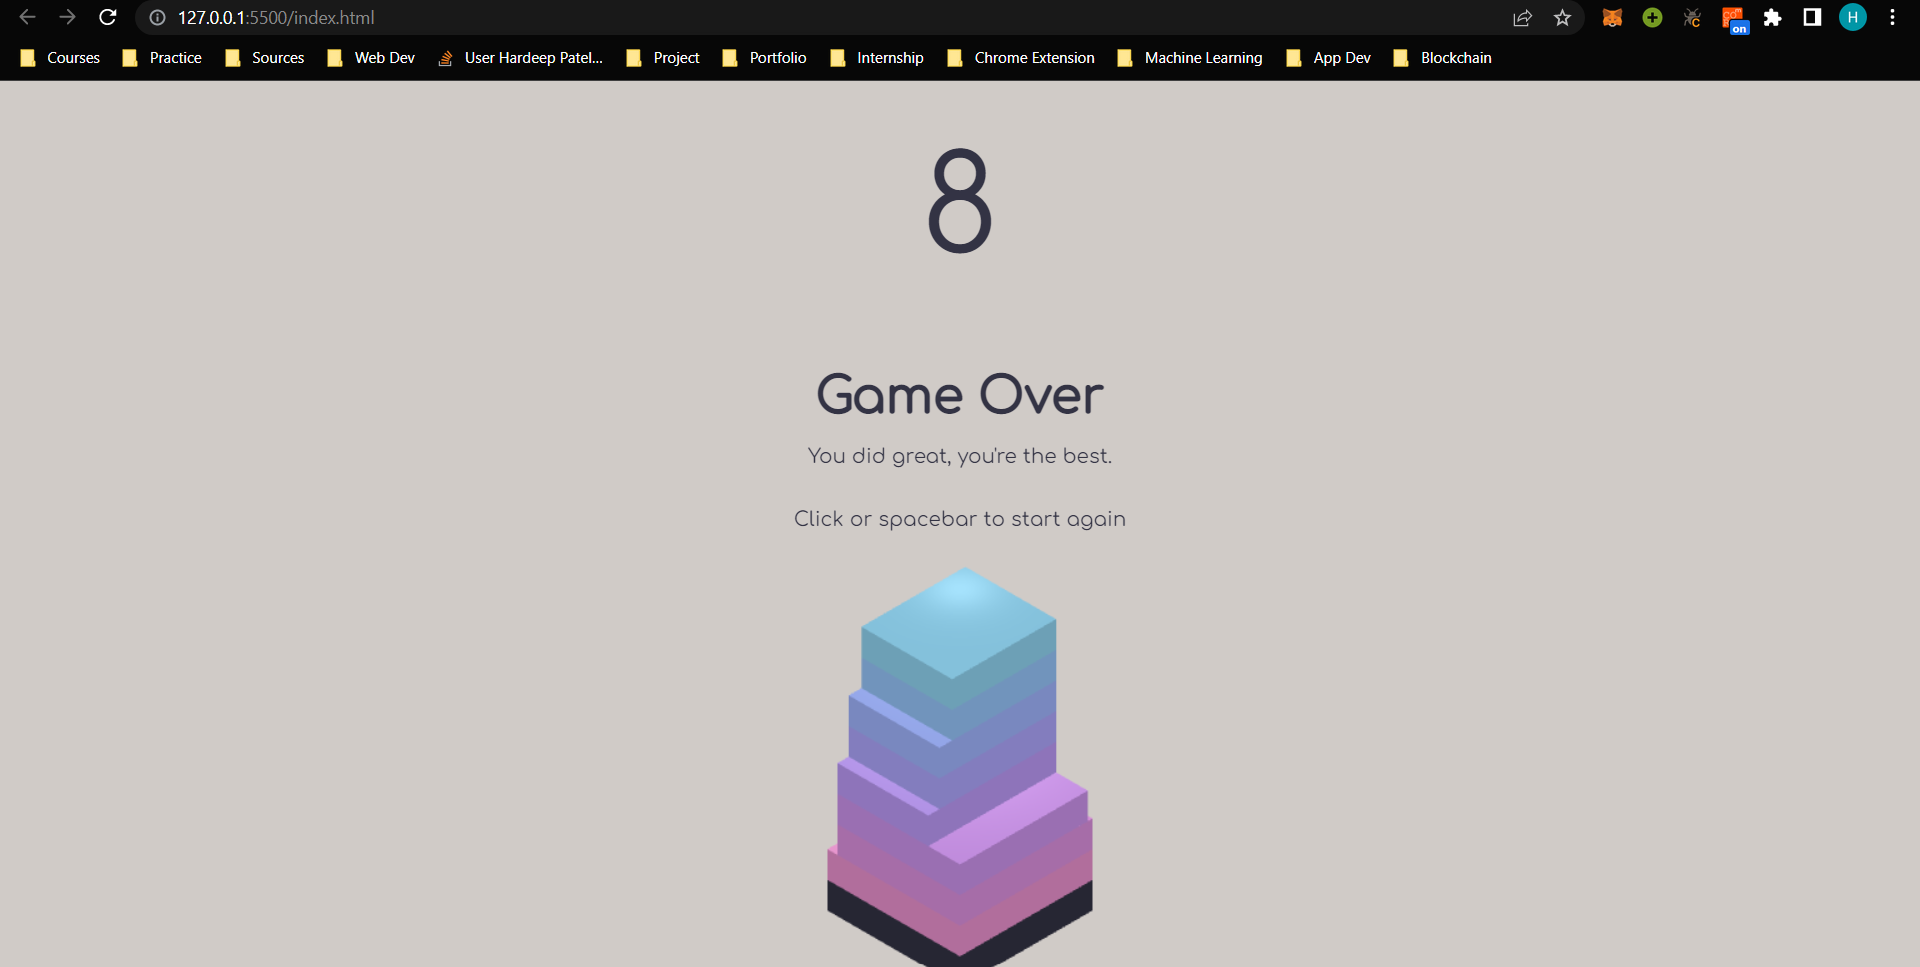 127.0.0.1:5500/index.html
on
H
Courses Practice Sources Web Dev User Hardeep Patel... Project Portfolio Internship Chrome Extension Machine Learning App Dev Blockchain
8
Game Over
You did great, you're the best.
Click or spacebar to start again